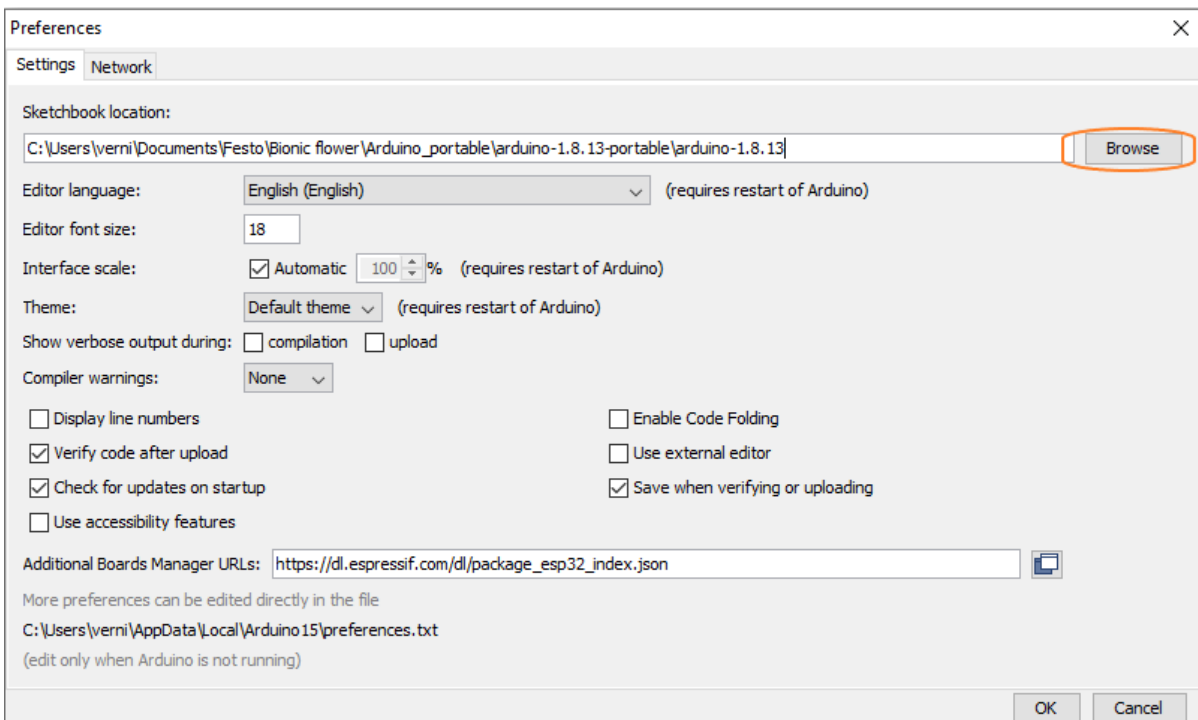 Preferences
Settings Network
Sketchbook location:
C:\Users\verni\Documents\Festo\Bionic flower\Arduino_portable\arduino-1.8.13-portable\arduino-1.8.13 Browse
Editor language: English (English) (requires restart of Arduino)
Editor font size: 18
Interface scale: Automatic 100 % (requires restart of Arduino)
Theme: Default theme (requires restart of Arduino)
Show verbose output during: compilation upload
Compiler warnings: None
Display line numbers Enable Code Folding
Verify code after upload Use external editor
Check for updates on startup Save when verifying or uploading
Use accessibility features
Additional Boards Manager URLs: https://dl.espressif.com/dl/package_esp32_index.json
More preferences can be edited directly in the file
C:\Users\verni\AppData\Local\Arduino15\preferences.txt
(edit only when Arduino is not running)
OK Cancel